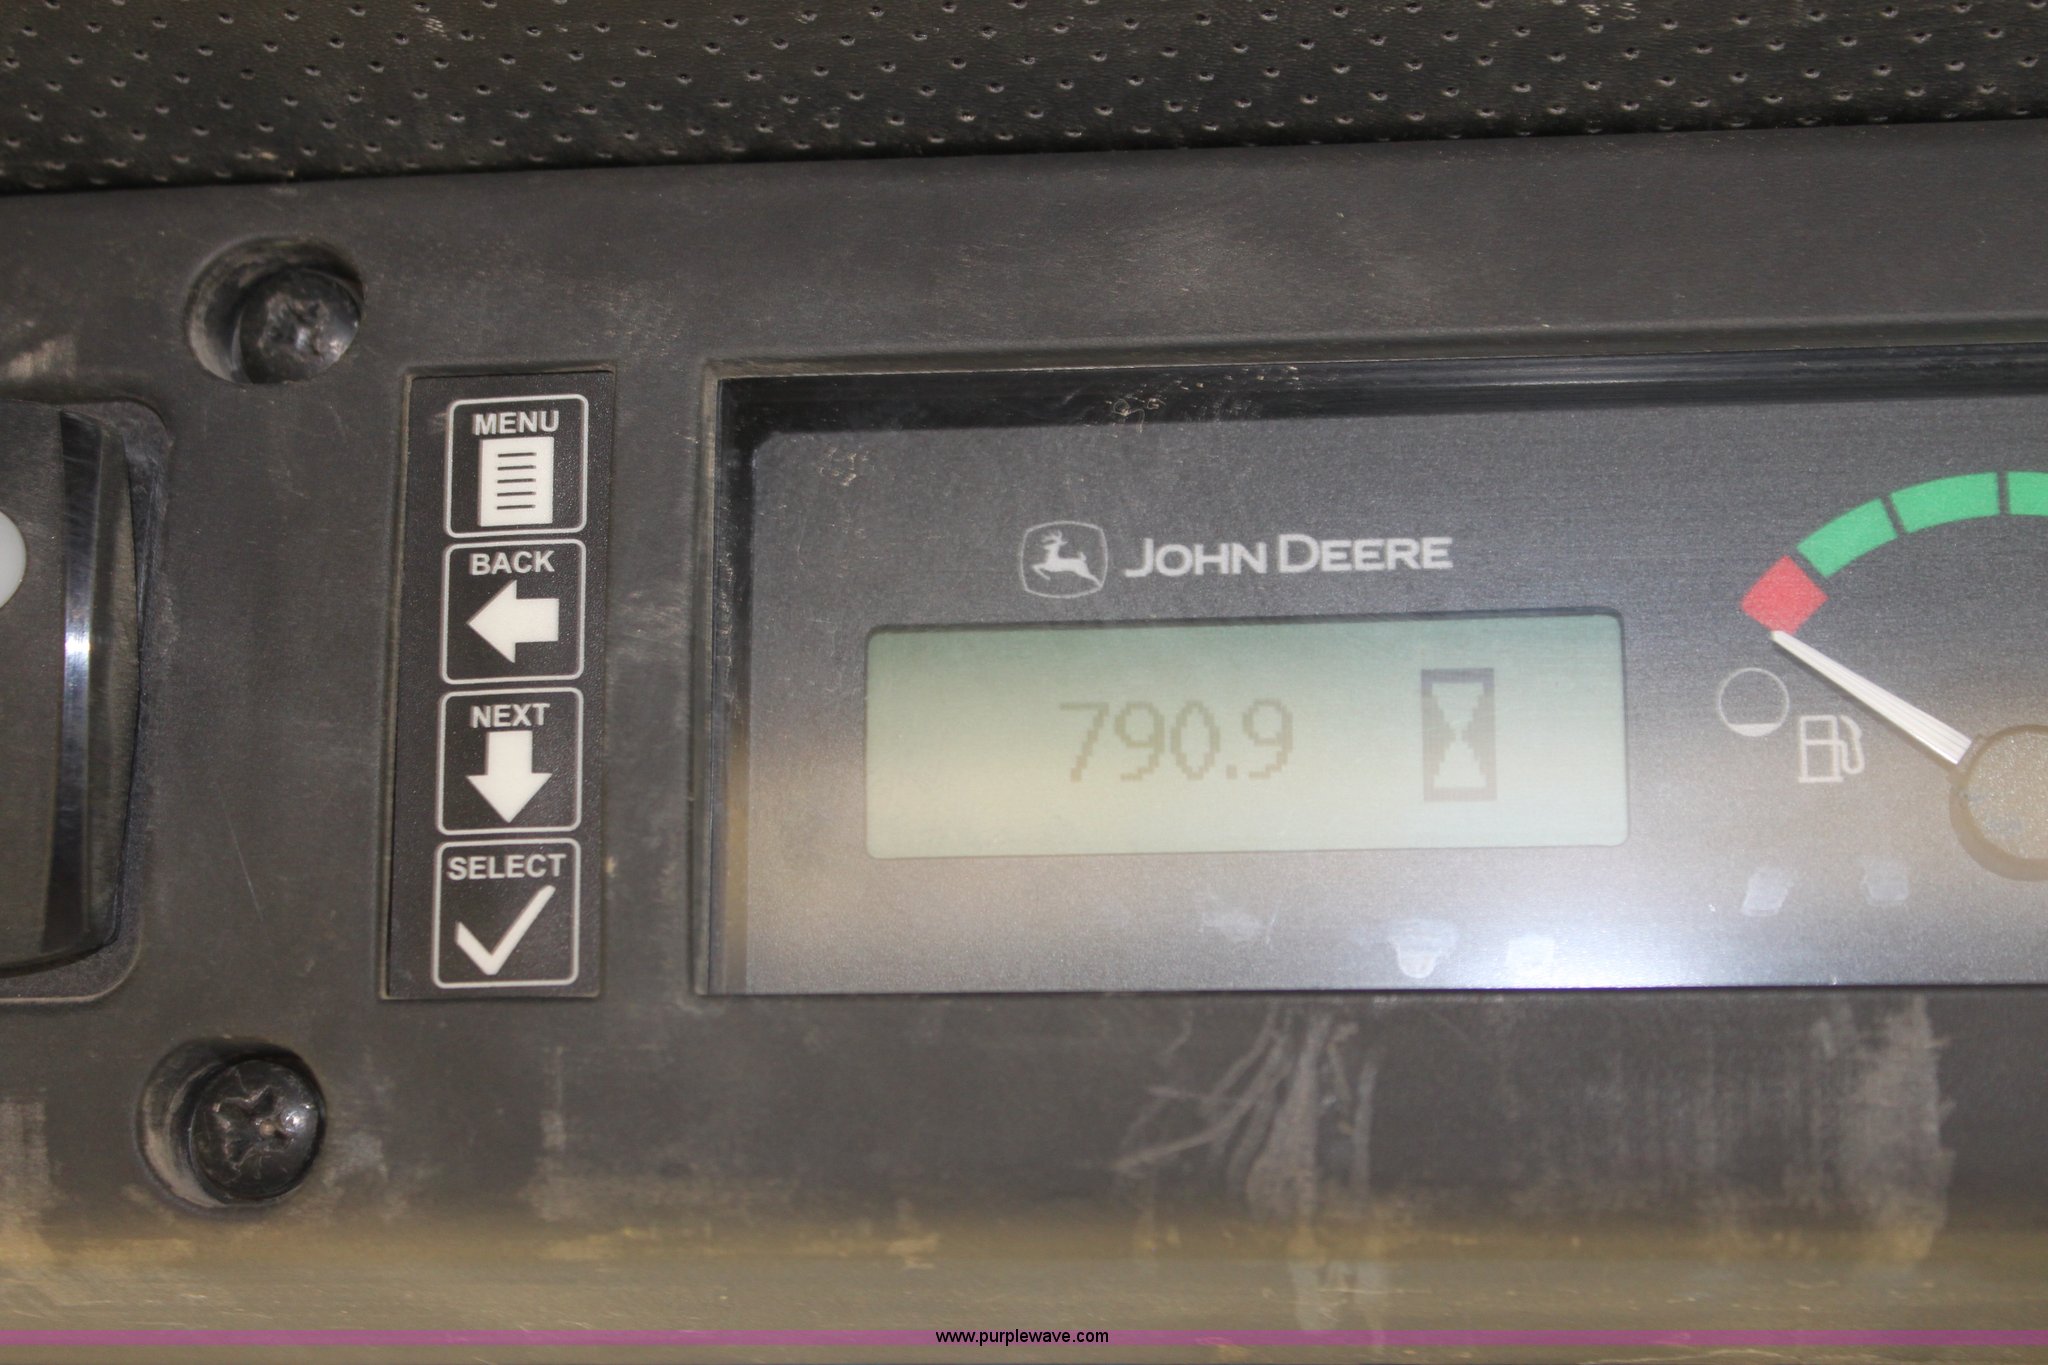 MENU
BACK
NEXT
SELECT
JOHN DEERE
790.9
www.purplewave.com